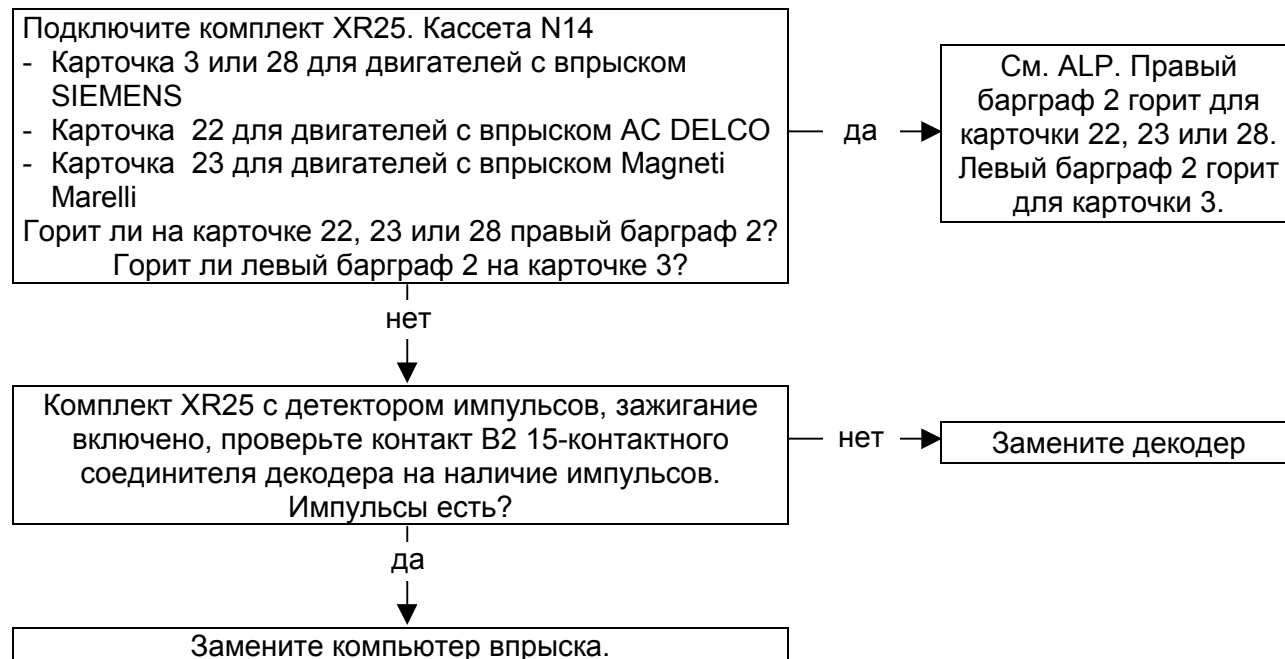 Подключите комплект XR25. Кассета N14
- Карточка 3 или 28 для двигателей с впрыском
SIEMENS
- Карточка 22 для двигателей с впрыском AC DELCO
- Карточка 23 для двигателей с впрыском Magneti
Marelli
Горит ли на карточке 22, 23 или 28 правый барграф 2?
Горит ли левый барграф 2 на карточке 3?
да
См. ALP. Правый
барграф 2 горит для
карточки 22, 23 или 28.
Левый барграф 2 горит
для карточки 3.
нет
Комплект XR25 с детектором импульсов, зажигание
включено, проверьте контакт В2 15-контактного
соединителя декодера на наличие импульсов.
Импульсы есть?
нет
Замените декодер
да
Замените компьютер впрыска.